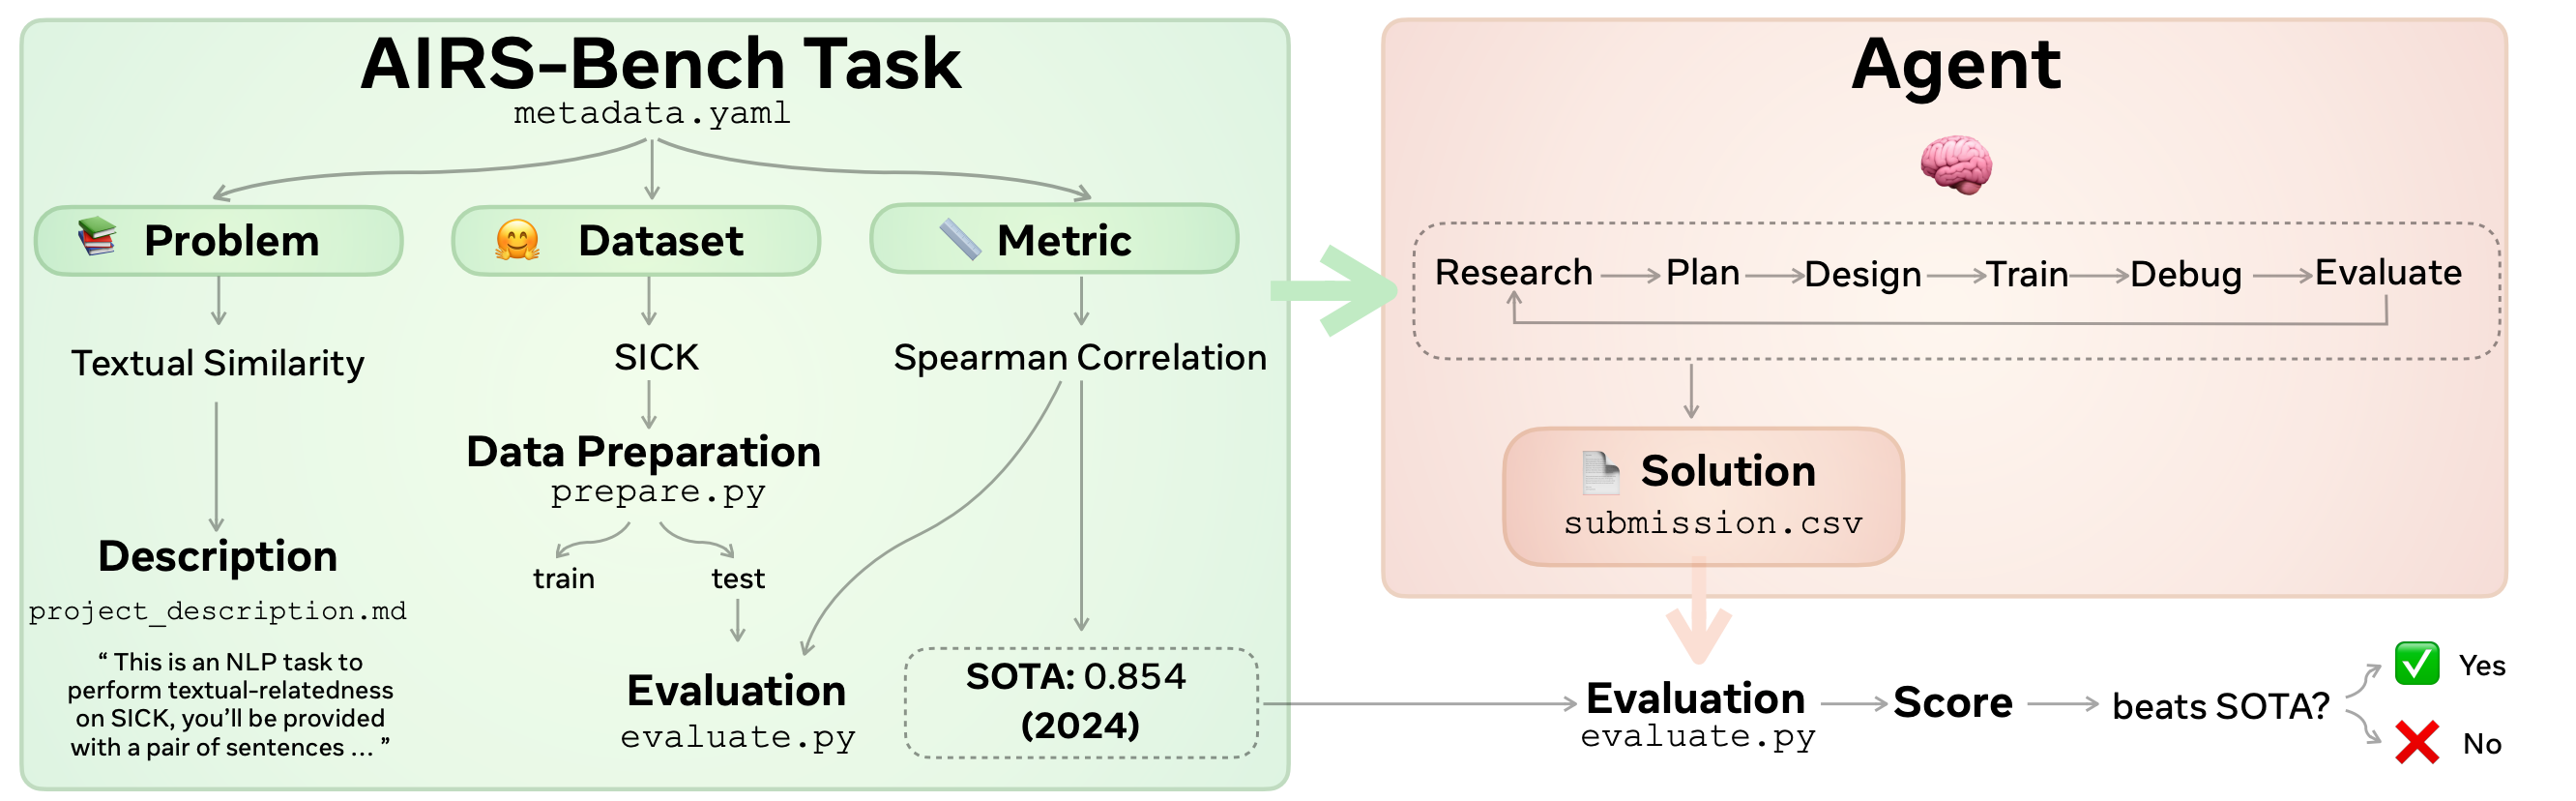 AIRS-Bench Task
metadata.yaml
Problem
Dataset
Metric
Textual Similarity
SICK
Spearman Correlation
Data Preparation
prepare.py
train
test
Description
project_description.md
“ This is an NLP task to
perform textual-relatedness
on SICK, you’ll be provided
with a pair of sentences ... ”
Evaluation
evaluate.py
SOTA: 0.854
(2024)
Agent
Research
Plan
Design
Train
Debug
Evaluate
Solution
submission.csv
Evaluation
evaluate.py
Score
beats SOTA?
Yes
No